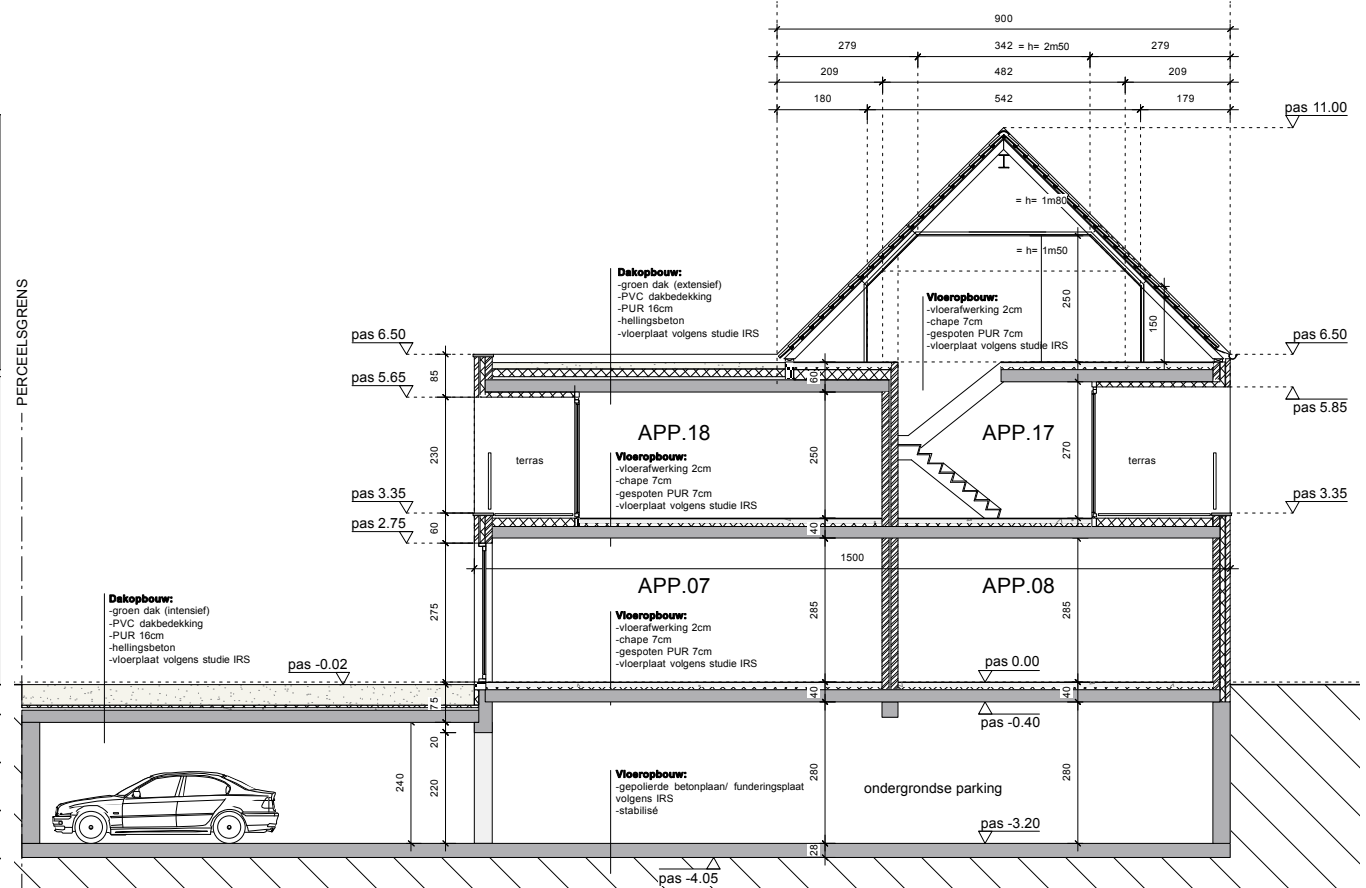 900
279
342 = h= 2m50
279
209
482
209
180
542
179
pas 11.00
= h= 1m80
= h= 1m50
250
150
PERCEELSGRENS
Dakopbouw:
-groen dak (extensief)
-PVC dakbedekking
-PUR 16cm
-hellingsbeton
-vloerplaat volgens studie IRS
Vloeropbouw:
-vloerafwerking 2cm
-chape 7cm
-gespoten PUR 7cm
-vloerplaat volgens studie IRS
pas 6.50
pas 6.50
pas 5.65
85
60
pas 5.85
APP.18
APP.17
230
terras
Vloeropbouw:
-vloerafwerking 2cm
-chape 7cm
-gespoten PUR 7cm
-vloerplaat volgens studie IRS
250
270
terras
pas 3.35
pas 3.35
pas 2.75
60
40
1500
APP.07
APP.08
Dakopbouw:
-groen dak (intensief)
-PVC dakbedekking
-PUR 16cm
-hellingsbeton
-vloerplaat volgens studie IRS
275
Vloeropbouw:
-vloerafwerking 2cm
-chape 7cm
-gespoten PUR 7cm
-vloerplaat volgens studie IRS
285
285
pas -0.02
pas 0.00
75
40
40
pas -0.40
20
240
220
Vloeropbouw:
-gepolierde betonplaan/ funderingsplaat
volgens IRS
-stabilisé
280
280
ondergrondse parking
pas -3.20
28
pas -4.05